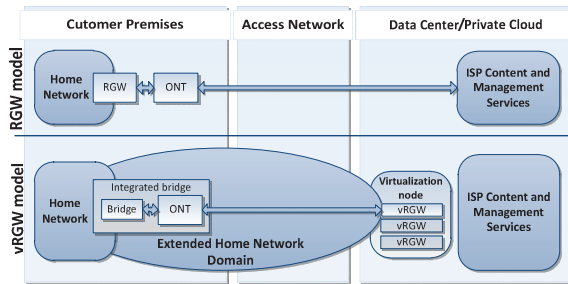 Cutomer Premises
Access Network
Data Center/Private Cloud
RGW model
Home
Network
RGW
ONT
ISP Content and
Management
Services
vRGW model
Home
Network
Integrated bridge
Bridge
ONT
Extended Home Network
Domain
Virtualization
node
vRGW
vRGW
vRGW
ISP Content and
Management
Services